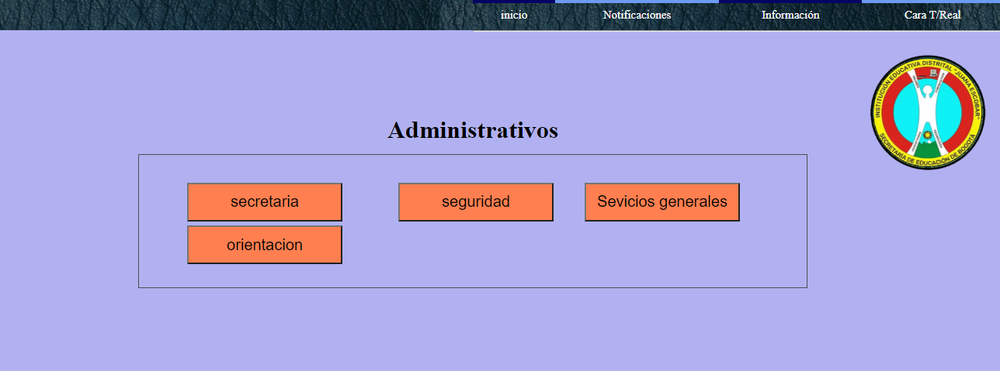 inicio Notificaciones Información Cara T/Real
INSTITUCIÓN EDUCATIVA DISTRITAL "JUANA ESCOBAR"
SECRETARÍA DE EDUCACIÓN DE BOGOTA
Administrativos
secretaria seguridad Sevicios generales
orientacion